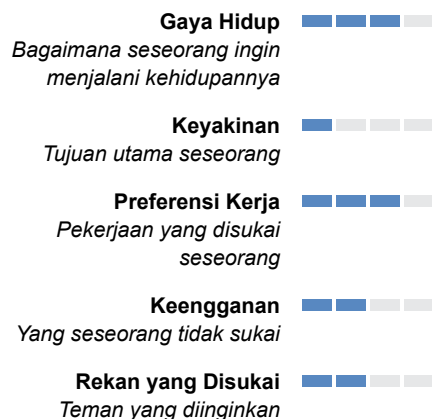 Gaya Hidup
Bagaimana seseorang ingin
menjalani kehidupannya
Keyakinan
Tujuan utama seseorang
Preferensi Kerja
Pekerjaan yang disukai
seseorang
Keengganan
Yang seseorang tidak sukai
Rekan yang Disukai
Teman yang diinginkan